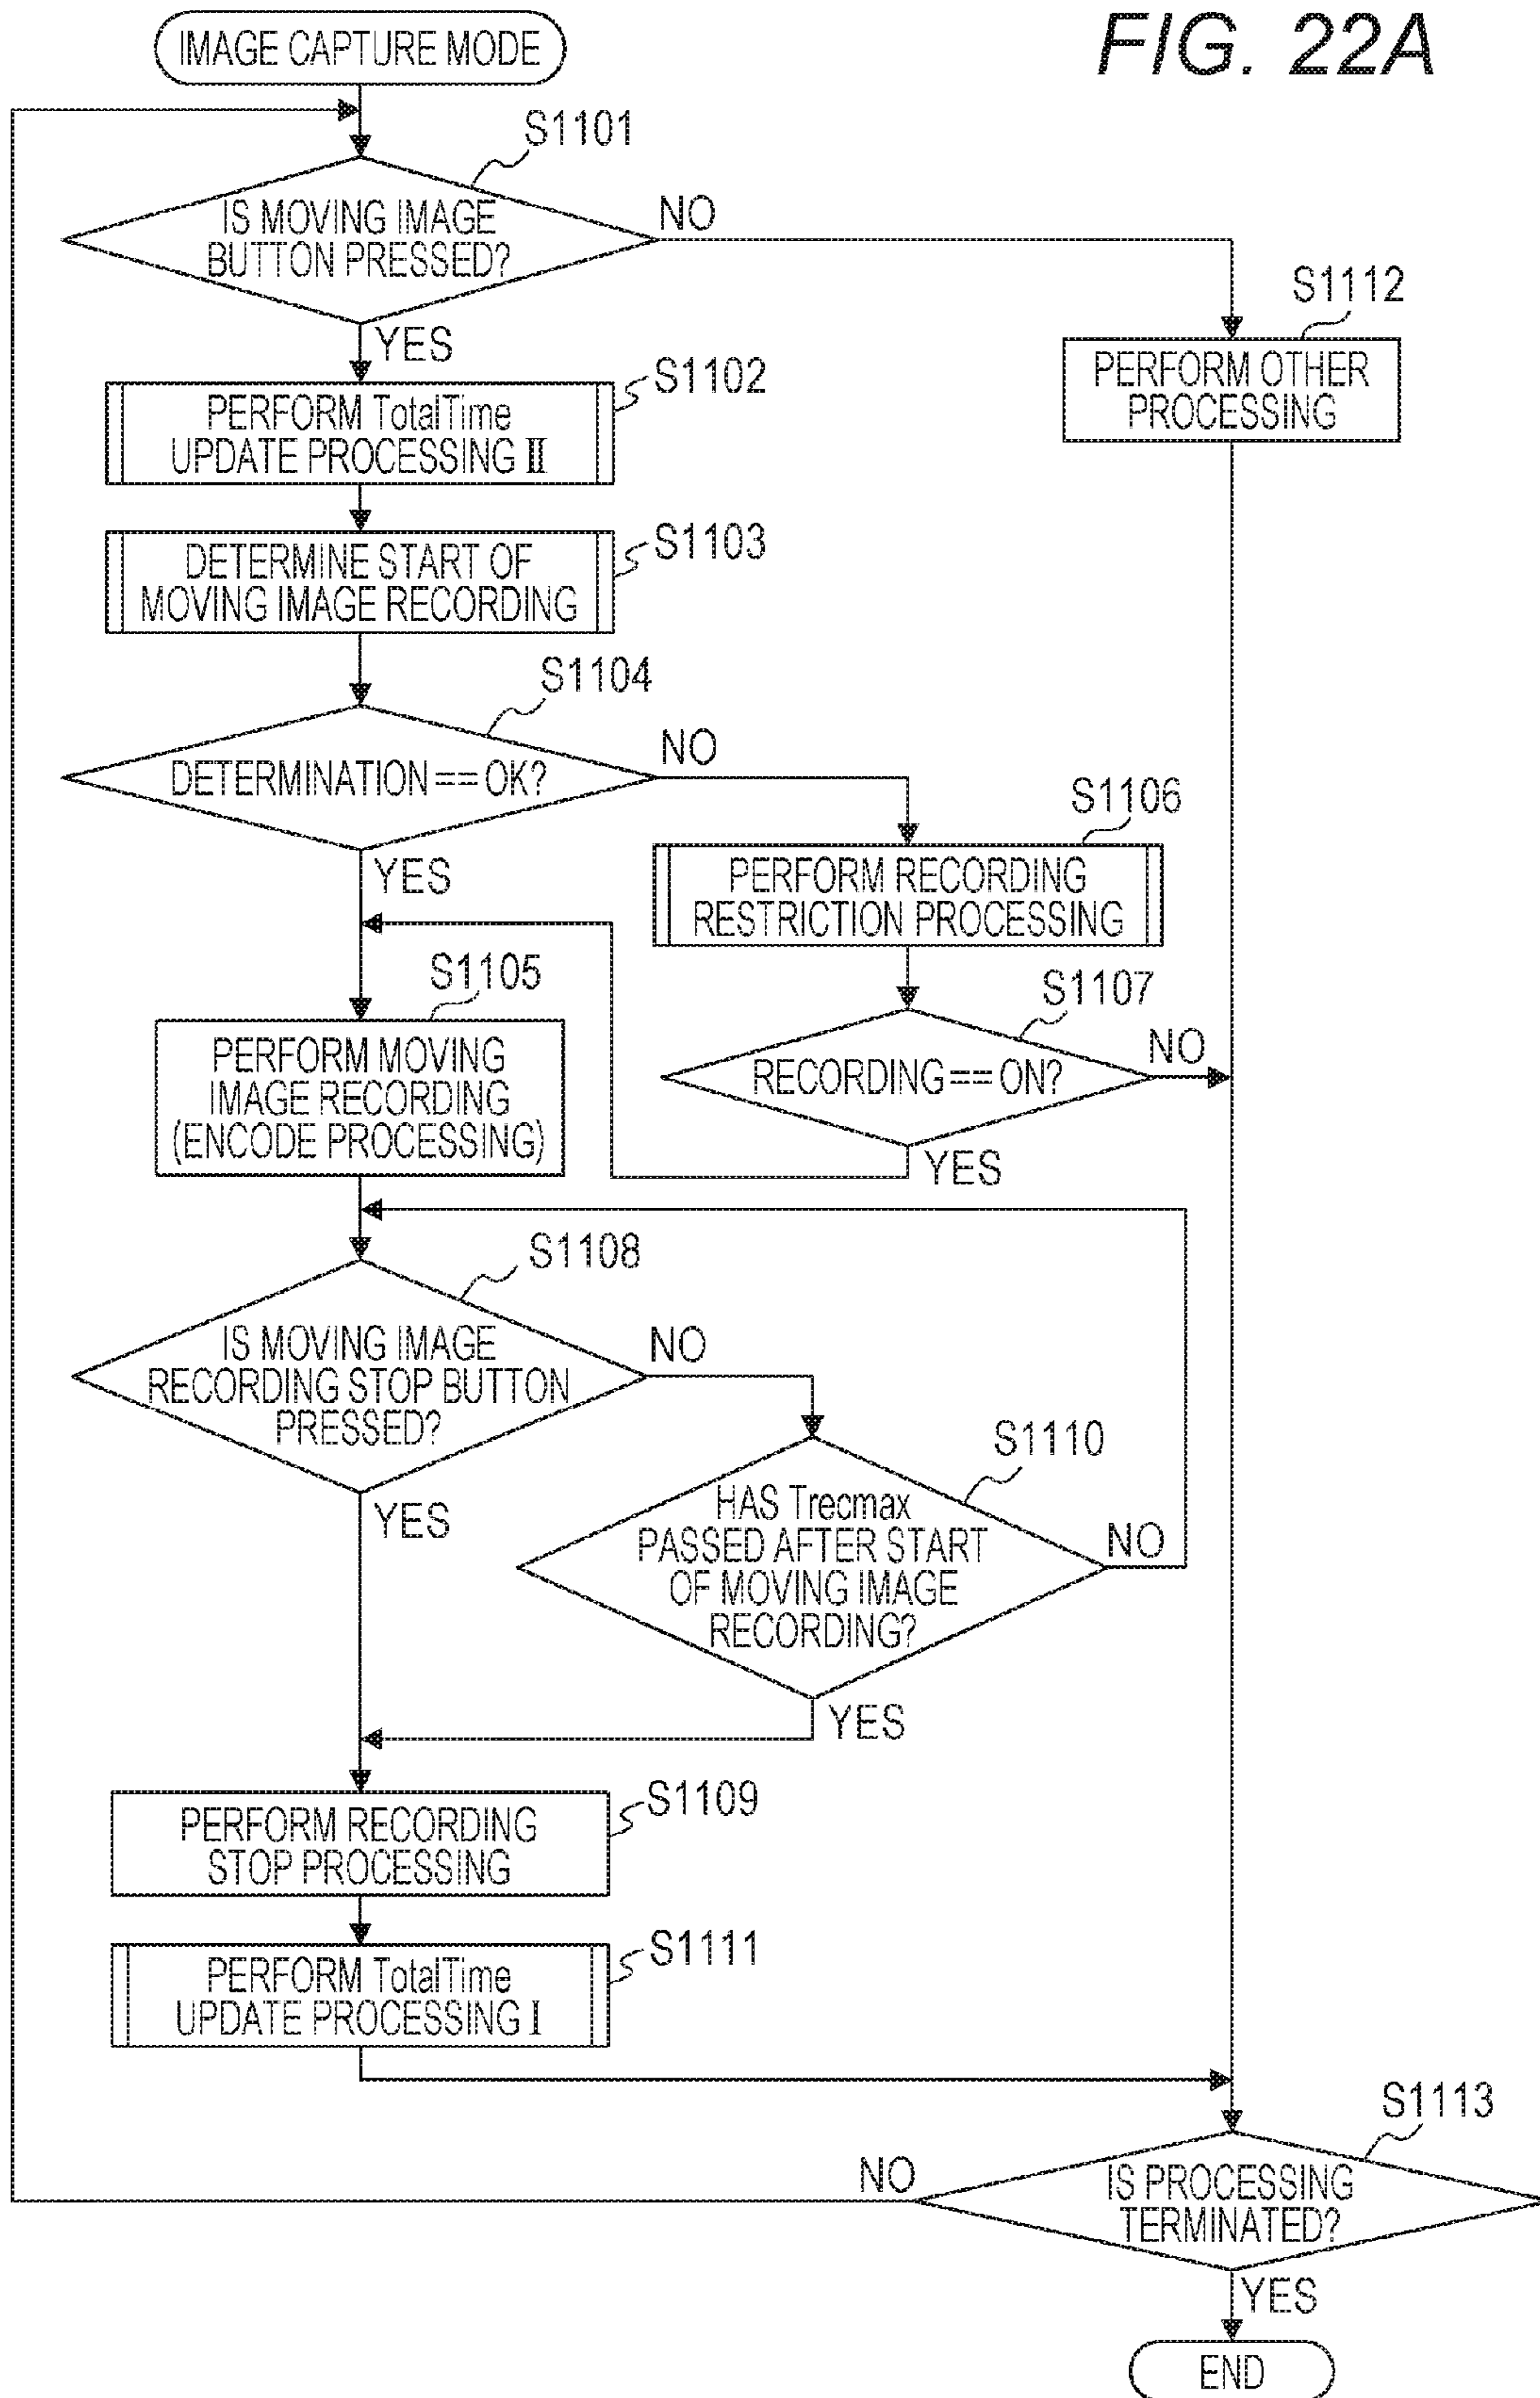 FIG. 22A
IMAGE CAPTURE MODE
S1101
IS MOVING IMAGE
BUTTON PRESSED?
NO
YES
S1112
PERFORM OTHER
PROCESSING
S1102
PERFORM TotalTime
UPDATE PROCESSING II
S1103
DETERMINE START OF
MOVING IMAGE RECORDING
S1104
DETERMINATION == OK?
NO
YES
S1106
PERFORM RECORDING
RESTRICTION PROCESSING
S1105
PERFORM MOVING
IMAGE RECORDING
(ENCODE PROCESSING)
S1107
RECORDING == ON?
NO
YES
S1108
IS MOVING IMAGE
RECORDING STOP BUTTON
PRESSED?
NO
YES
S1110
HAS Trecmax
PASSED AFTER START
OF MOVING IMAGE
RECORDING?
NO
YES
S1109
PERFORM RECORDING
STOP PROCESSING
S1111
PERFORM TotalTime
UPDATE PROCESSING I
S1113
IS PROCESSING
TERMINATED?
NO
YES
END